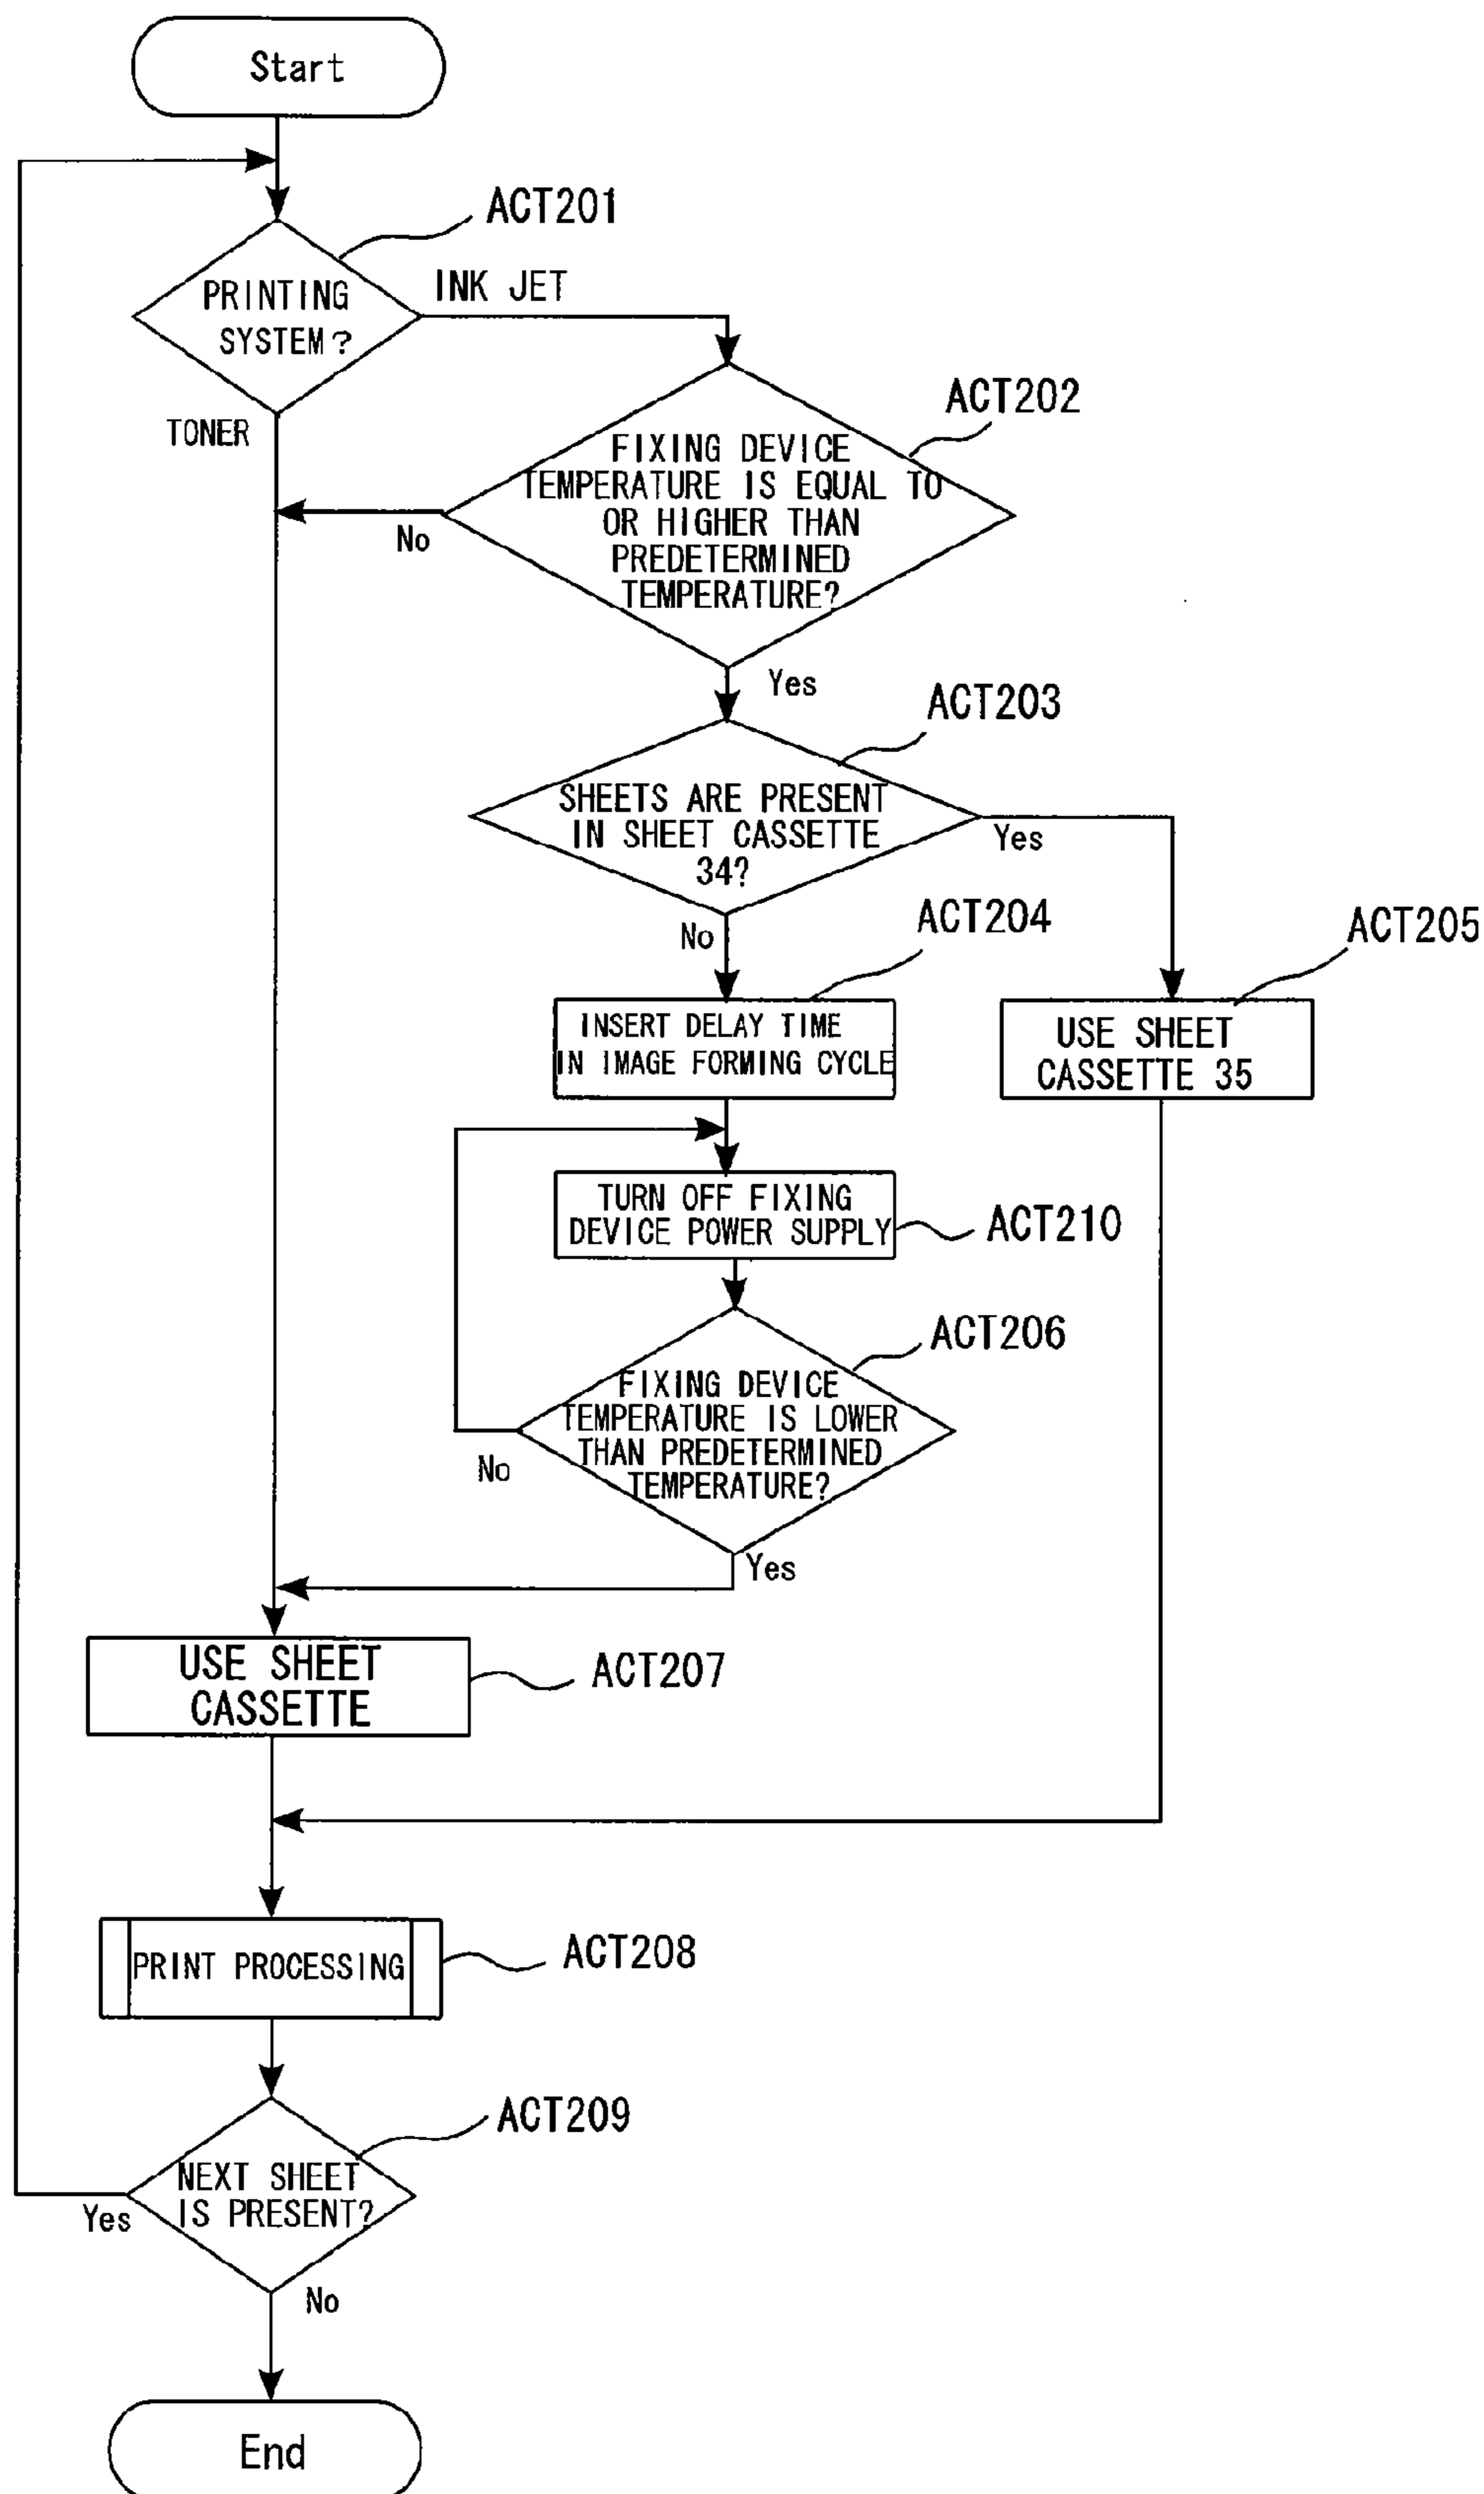 Start
ACT201
PRINTING
SYSTEM?
INK JET
TONER
ACT202
FIXING DEVICE
TEMPERATURE IS EQUAL TO
OR HIGHER THAN
PREDETERMINED
TEMPERATURE?
No
Yes
ACT203
SHEETS ARE PRESENT
IN SHEET CASSETTE
34?
Yes
No
ACT204
INSERT DELAY TIME
IN IMAGE FORMING CYCLE
ACT205
USE SHEET
CASSETTE 35
TURN OFF FIXING
DEVICE POWER SUPPLY
ACT210
ACT206
FIXING DEVICE
TEMPERATURE IS LOWER
THAN PREDETERMINED
TEMPERATURE?
No
Yes
USE SHEET
CASSETTE
ACT207
PRINT PROCESSING
ACT208
ACT209
NEXT SHEET
IS PRESENT?
Yes
No
End